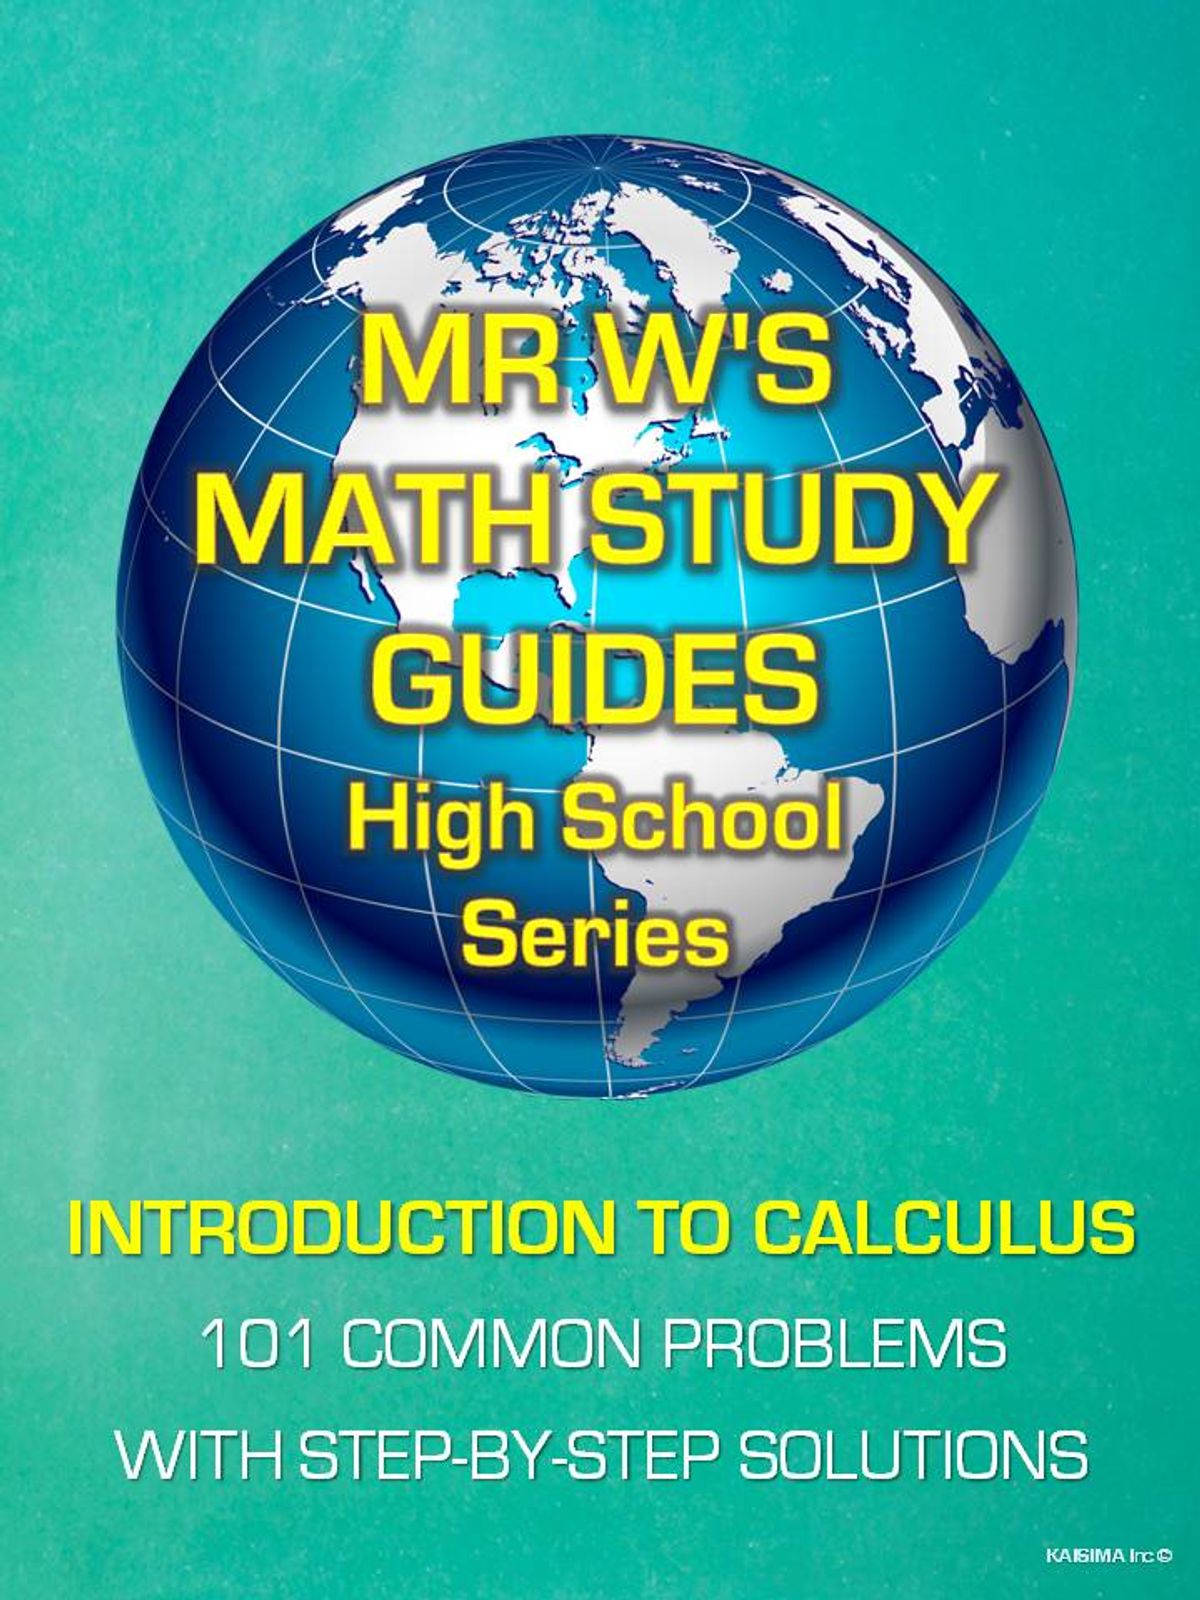 MR W'S
MATH STUDY
GUIDES
High School
Series
INTRODUCTION TO CALCULUS
101 COMMON PROBLEMS
WITH STEP-BY-STEP SOLUTIONS
KAISIMA Inc ©